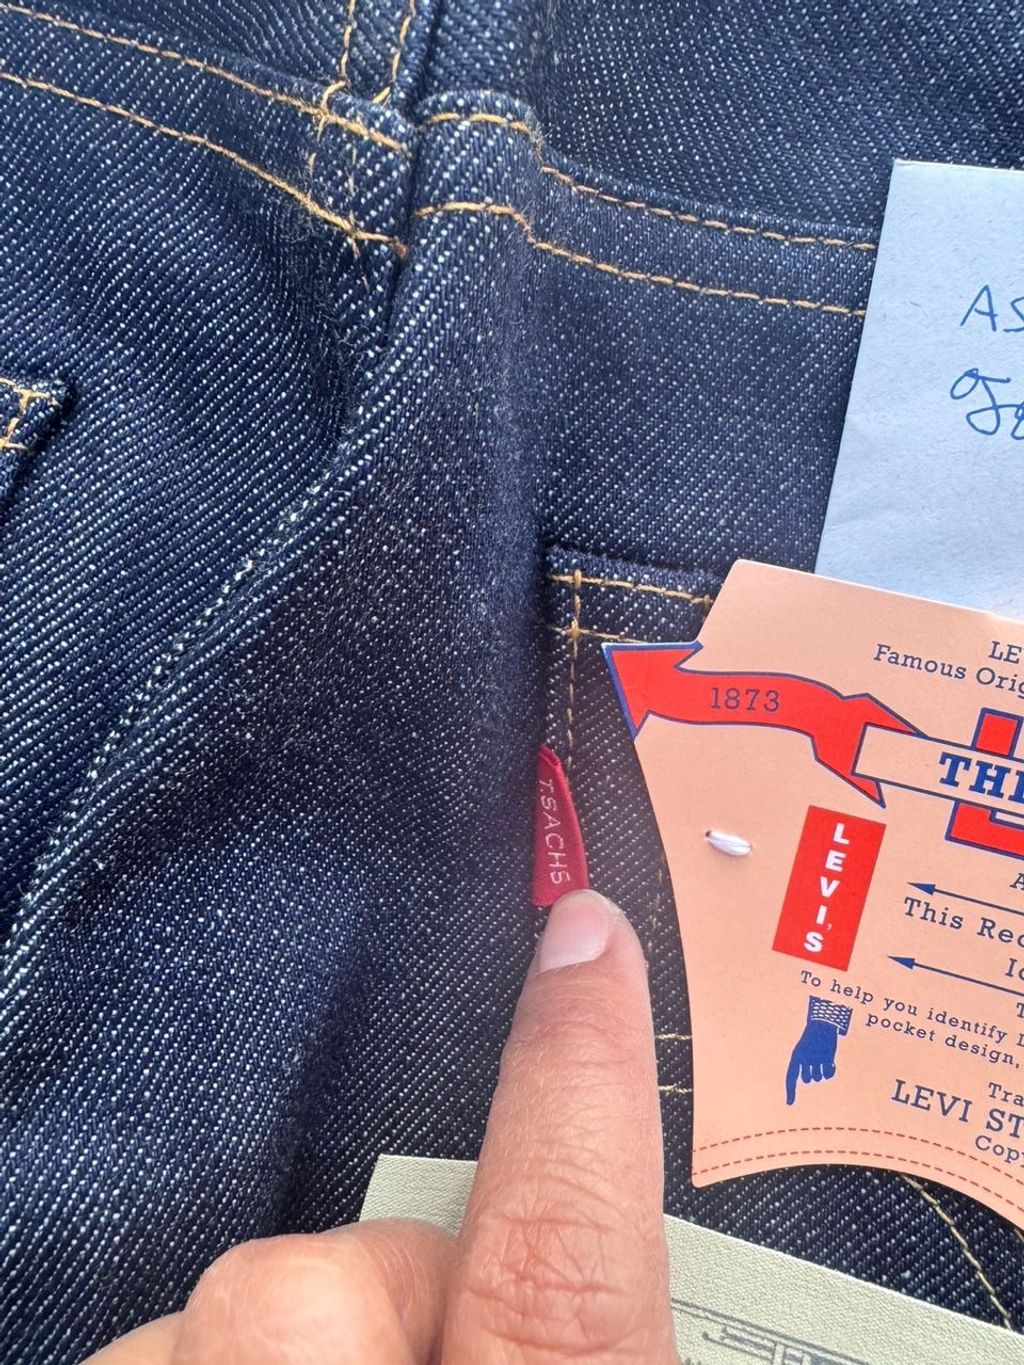 AS
LE
Famous Orig
1873
THE
T.SACHS
LEVI'S
A
This Rec
Io
T
To help you identify L
pocket design,
Tra
LEVI ST
Copy